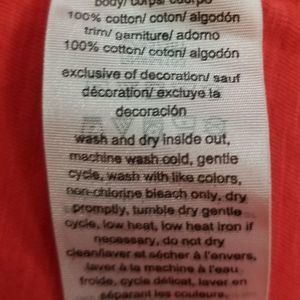 body/ corps/ cuerpo
100% cotton/ coton/ algodón
trim/ garniture/ adorno
100% cotton/ coton/ algodón
exclusive of decoration/ sauf
décoration/ excluye la
decoración
wash and dry inside out,
machine wash cold, gentle
cycle, wash with like colors,
non-chlorine bleach only, dry
promptly, tumble dry gentle
cycle, low heat, low heat iron if
necessary, do not dry
clean/laver et sécher à l'envers,
laver à la machine à l'eau
froide, cycle délicat, laver en
séparant les couleurs,